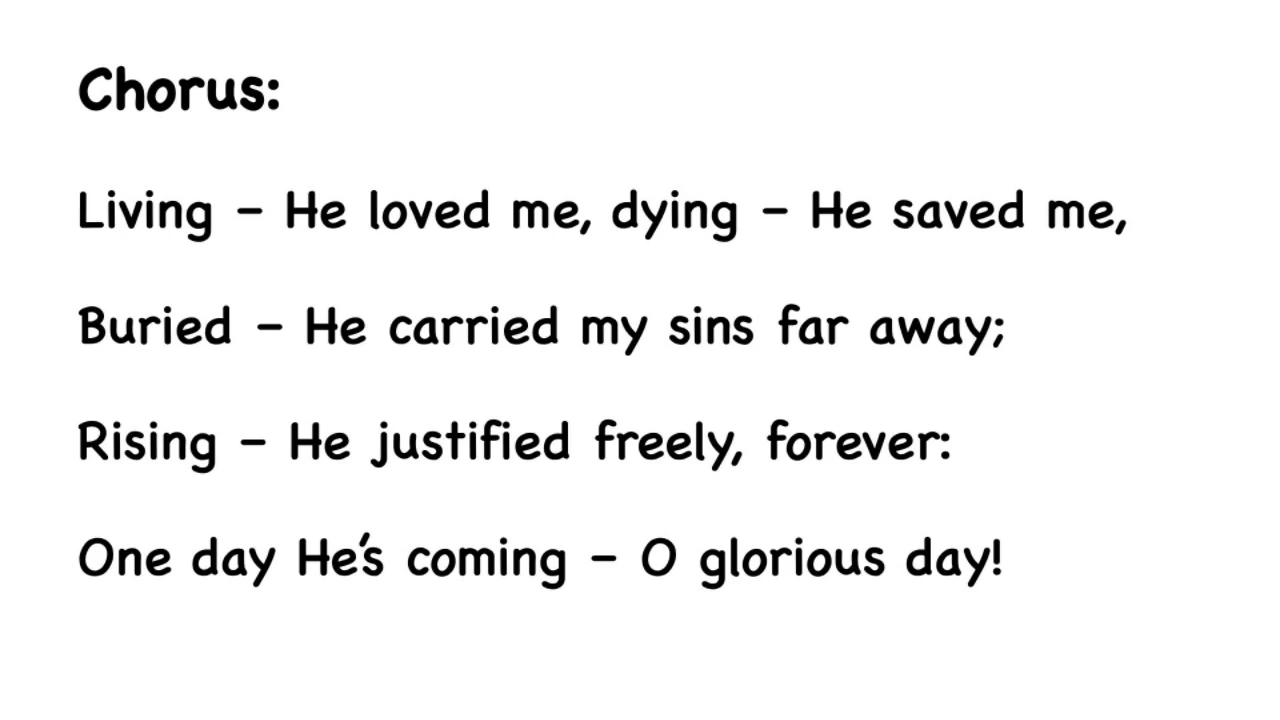 Chorus:
Living – He loved me, dying – He saved me,
Buried – He carried my sins far away;
Rising – He justified freely, forever:
One day He's coming – O glorious day!